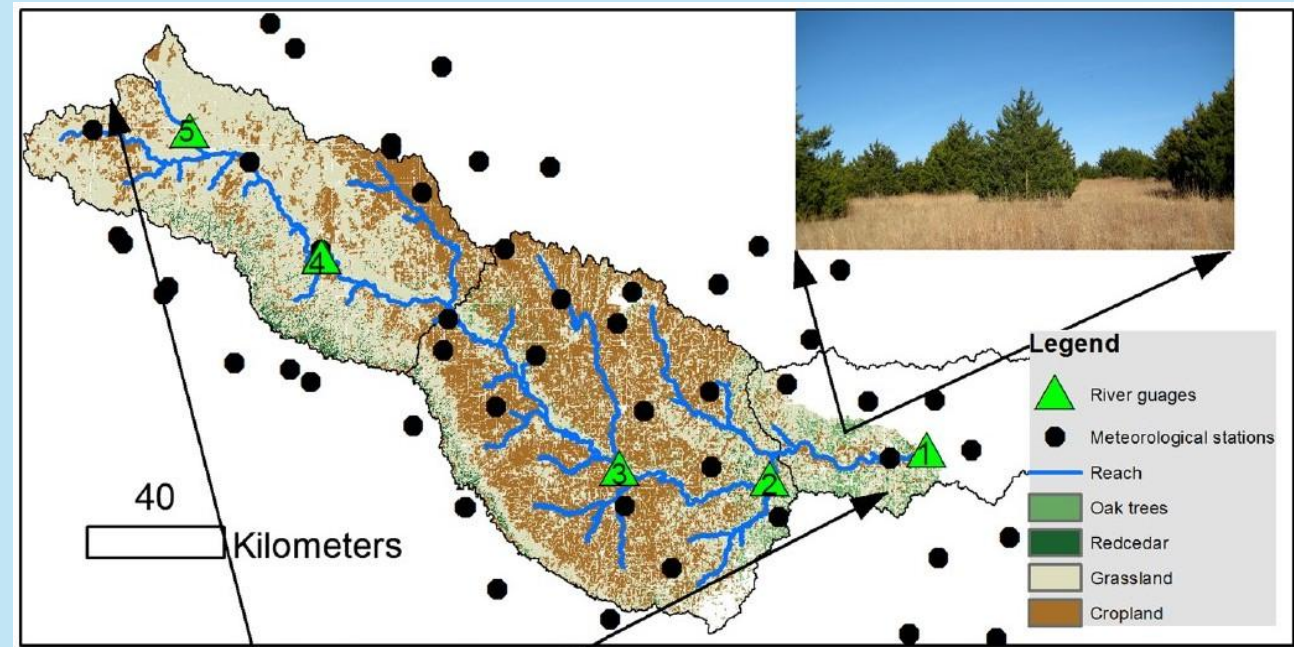 5
4
3
2
1
40
Kilometers
Legend
River guages
Meteorological stations
Reach
Oak trees
Redcedar
Grassland
Cropland